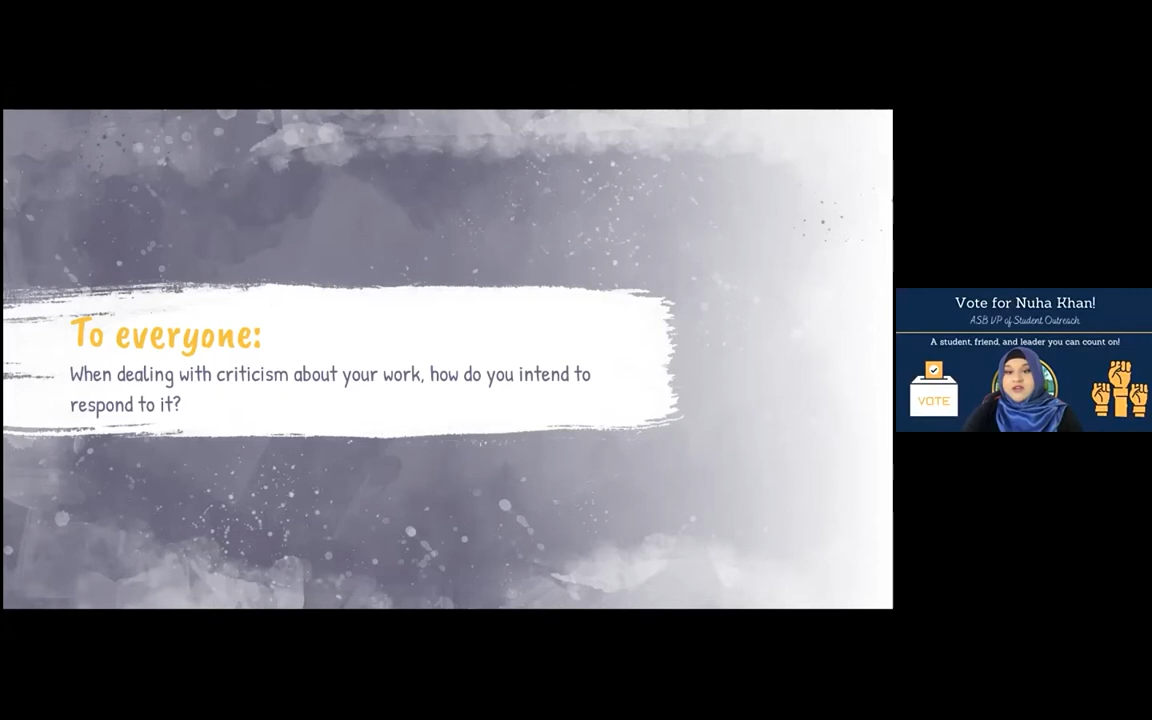 To everyone:
When dealing with criticism about your work, how do you intend to
respond to it?
Vote for Nuha Khan!
ASB VP of Student Outreach
A student, friend, and leader you can count on!
VOTE